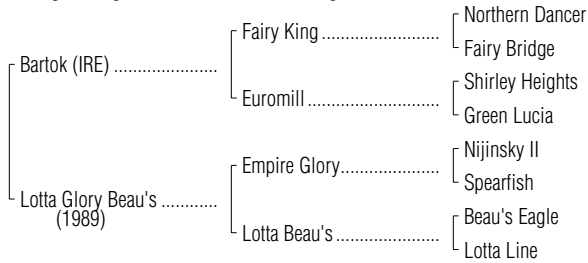 Northern Dancer
Fairy King
Fairy Bridge
Bartok (IRE)
Shirley Heights
Euromill
Green Lucia
Nijinsky II
Empire Glory
Spearfish
Lotta Glory Beau's
(1989)
Beau's Eagle
Lotta Beau's
Lotta Line